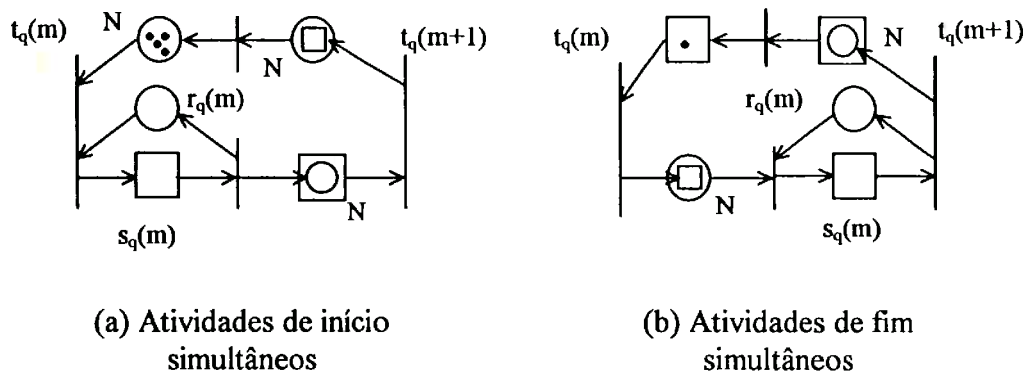 t_q(m)
N
N
t_q(m+1)
r_q(m)
N
s_q(m)
(a) Atividades de início
simultâneos
t_q(m)
N
t_q(m+1)
r_q(m)
N
s_q(m)
(b) Atividades de fim
simultâneos